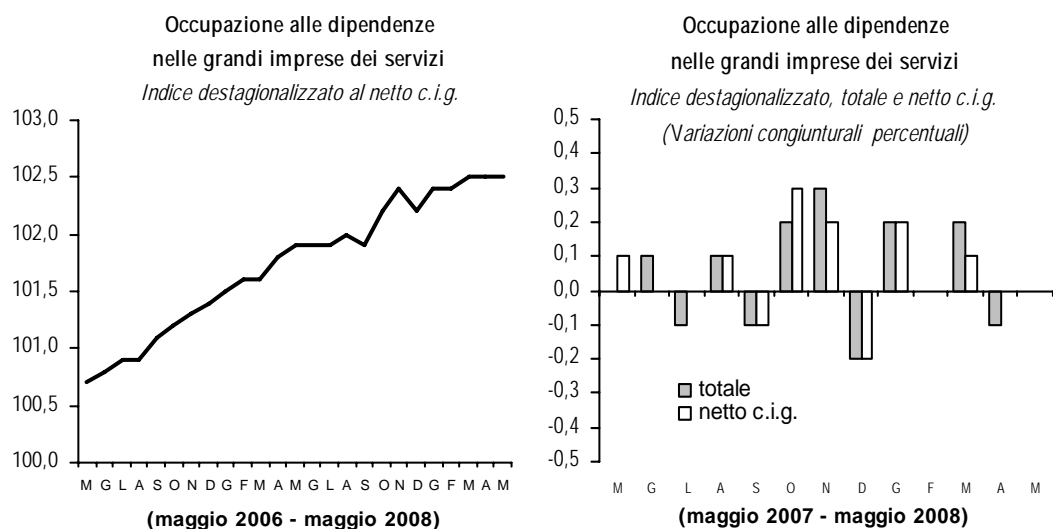 Occupazione alle dipendenze
nelle grandi imprese dei servizi
Indice destagionalizzato al netto c.i.g.
103,0
102,5
102,0
101,5
101,0
100,5
100,0
M G L A S O N D G F M A M G L A S O N D G F M A M
(maggio 2006 - maggio 2008)
Occupazione alle dipendenze
nelle grandi imprese dei servizi
Indice destagionalizzato, totale e netto c.i.g.
(Variazioni congiunturali percentuali)
0,5
0,4
0,3
0,2
0,1
0,0
-0,1
-0,2
-0,3
-0,4
-0,5
totale
netto c.i.g.
M G L A S O N D G F M A M
(maggio 2007 - maggio 2008)